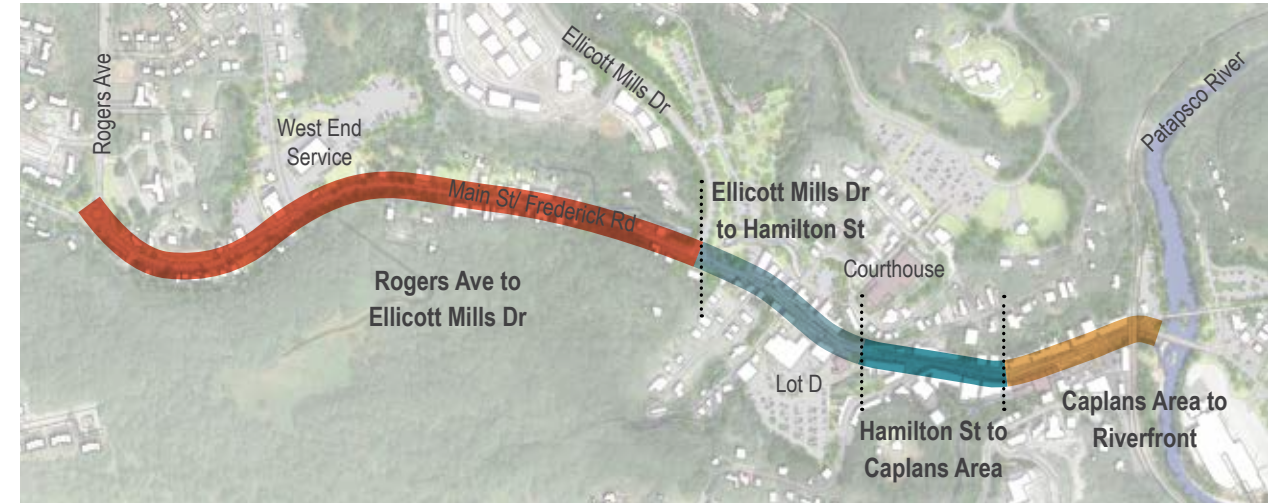 Rogers Ave
West End
Service
Ellicott Mills Dr
Main St/ Frederick Rd
Rogers Ave to
Ellicott Mills Dr
Ellicott Mills Dr
to Hamilton St
Courthouse
Lot D
Hamilton St to
Caplans Area
Caplans Area to
Riverfront
Patapsco River